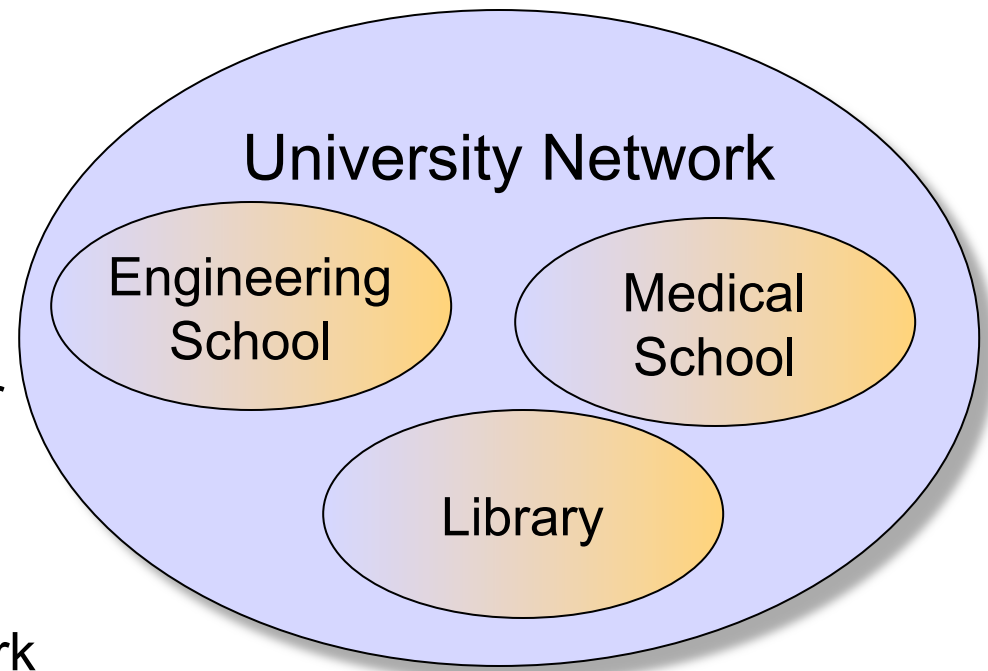 University Network
Engineering
School
Medical
School
Library
rk